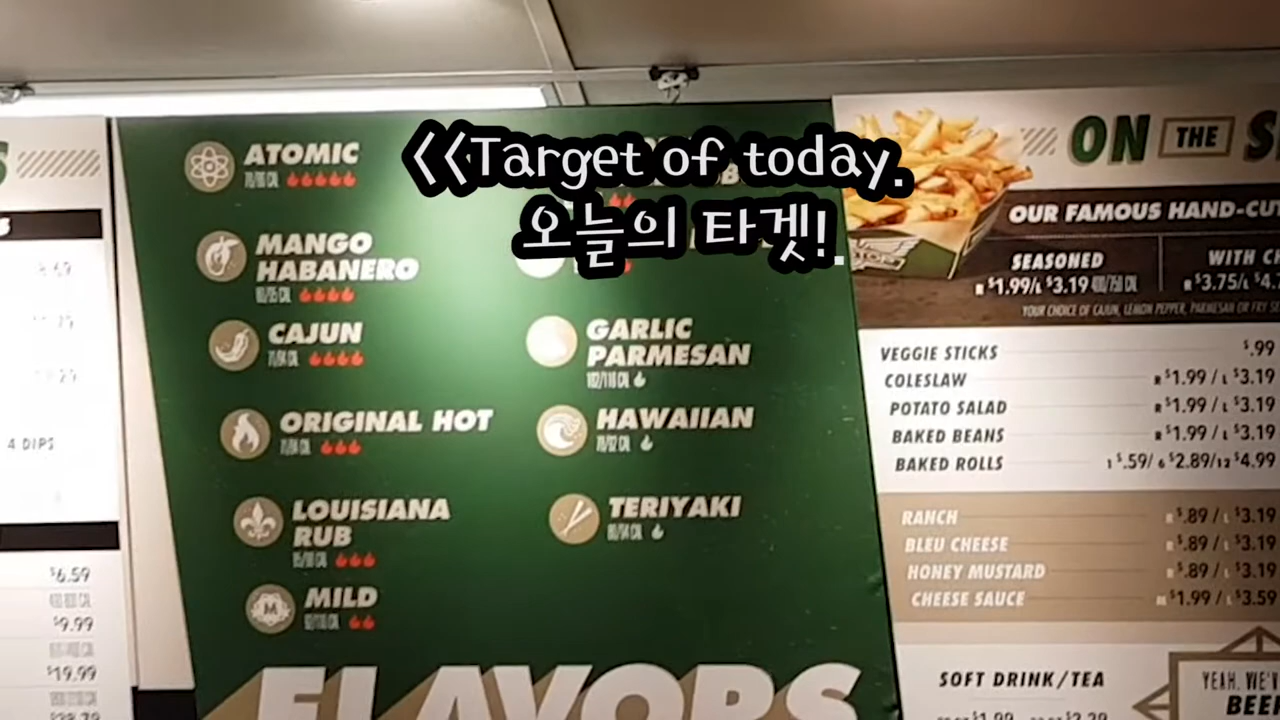 <<Target of today.
오늘의 타겟!.
ATOMIC
MANGO
HABANERO
CAJUN
ORIGINAL HOT
LOUISIANA
RUB
MILD
GARLIC
PARMESAN
HAWAIIAN
TERIYAKI
FLAVORS
4 DIPS
$6.59
$9.99
$19.99
ON THE
OUR FAMOUS HAND-CU
SEASONED
R $1.99/L $3.19
WITH CH
R $3.75/L $4.
YOUR CHOICE OF CAJUN, LEMON PEPPER, PARMESAN OR FRY S
VEGGIE STICKS $.99
COLESLAW R $1.99 / L $3.19
POTATO SALAD R $1.99 / L $3.19
BAKED BEANS R $1.99 / L $3.19
BAKED ROLLS 1 $.59/ 6 $2.89/12 $4.99
RANCH R $.89 / L $3.19
BLEU CHEESE R $.89 / L $3.19
HONEY MUSTARD R $.89 / L $3.19
CHEESE SAUCE $1.99 / L $3.59
SOFT DRINK/TEA
YEAH, WE'
BEE